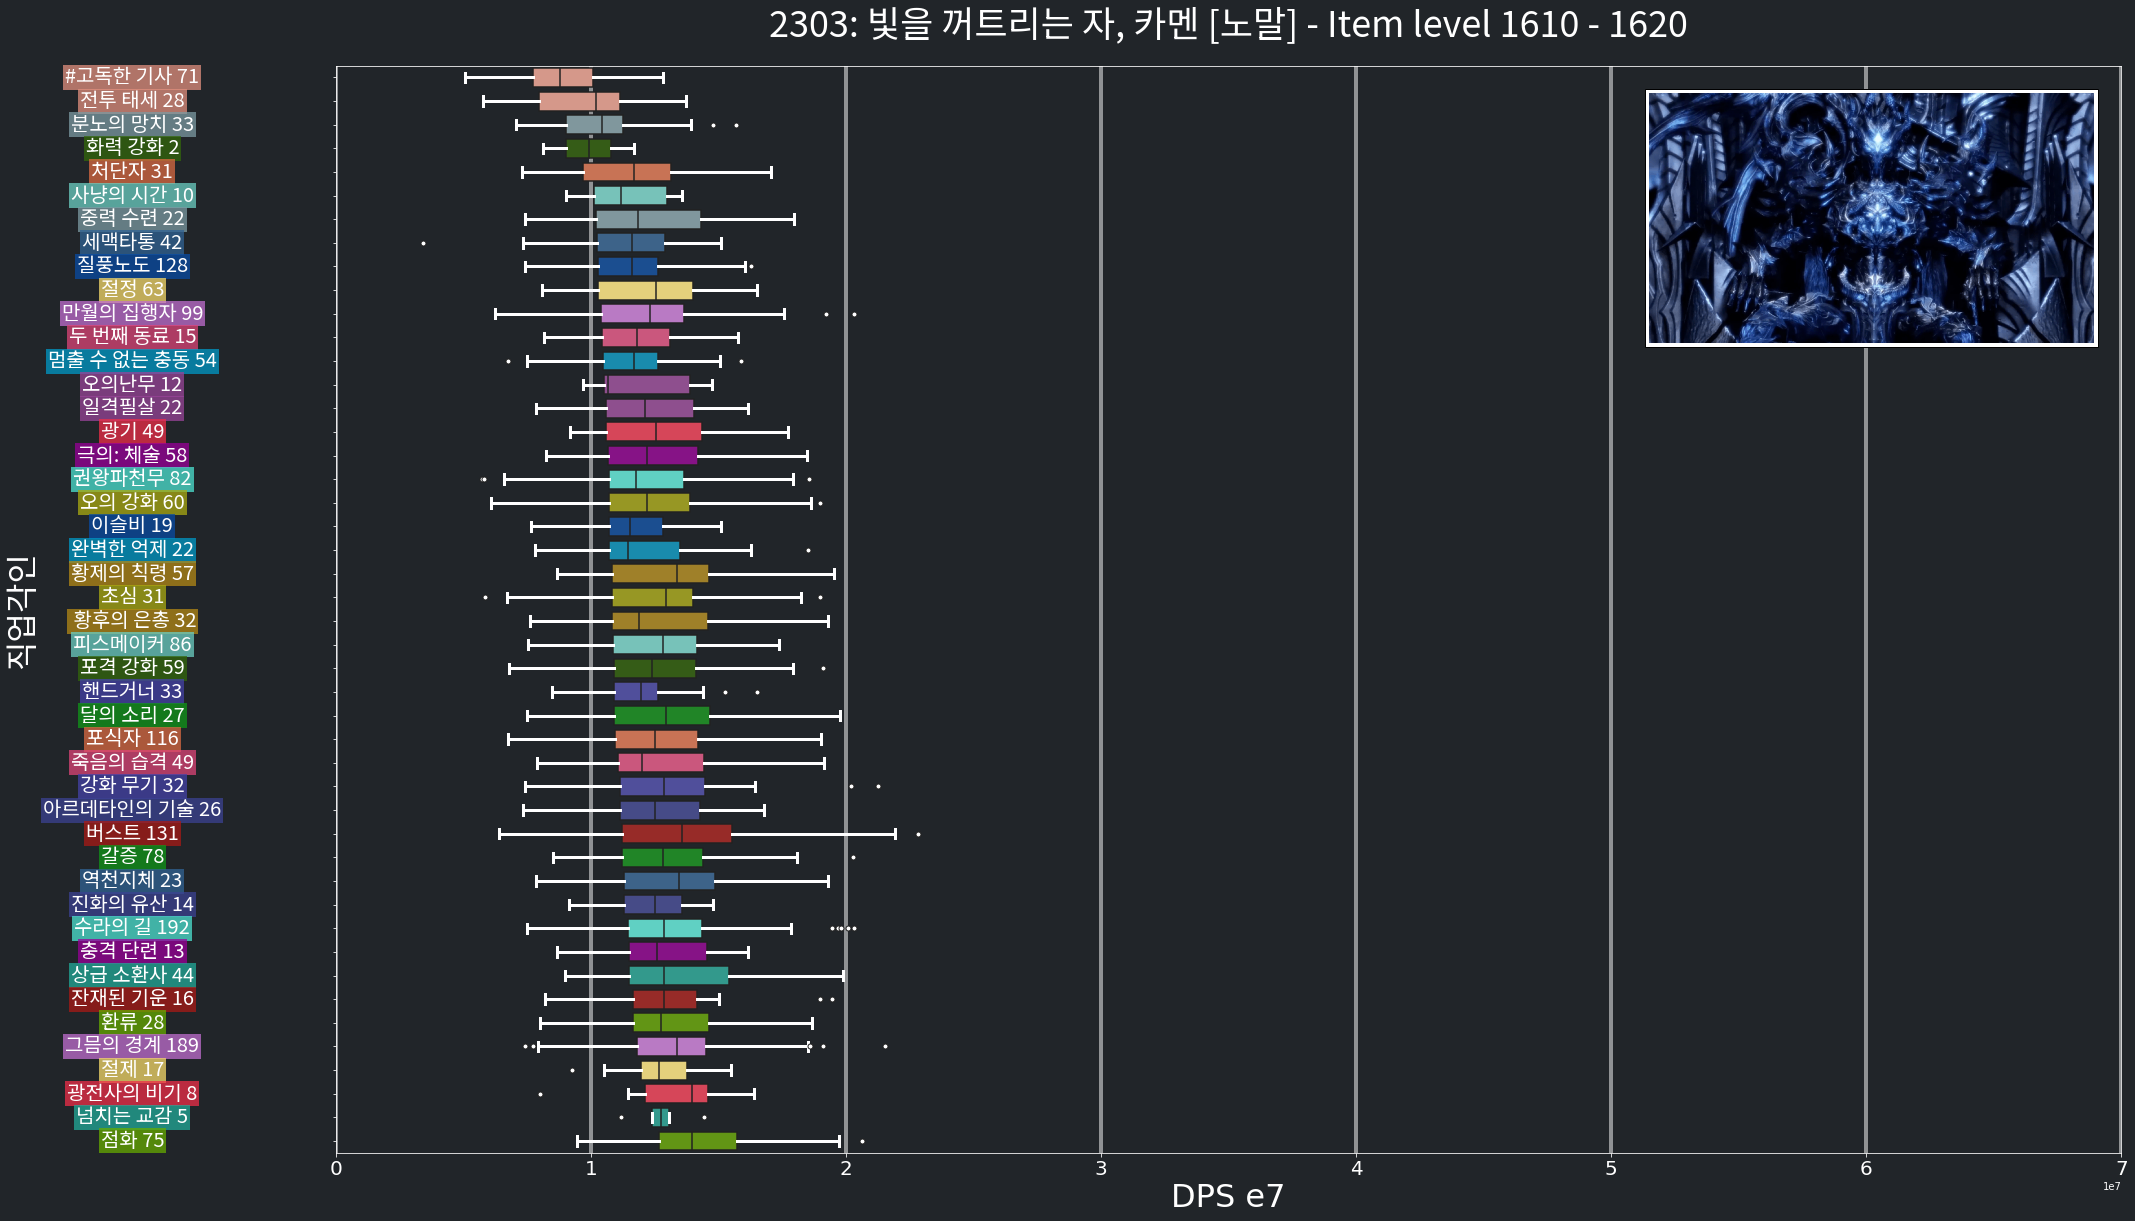 2303: 빛을 꺼트리는 자, 카멘 [노말] - Item level 1610 - 1620
#고독한 기사 71
전투 태세 28
분노의 망치 33
화력 강화 2
처단자 31
사냥의 시간 10
중력 수련 22
세맥타통 42
질풍노도 128
절정 63
만월의 집행자 99
두 번째 동료 15
멈출 수 없는 충동 54
오의난무 12
일격필살 22
광기 49
극의: 체술 58
권왕파천무 82
오의 강화 60
이슬비 19
완벽한 억제 22
황제의 칙령 57
초심 31
황후의 은총 32
피스메이커 86
포격 강화 59
핸드거너 33
달의 소리 27
포식자 116
죽음의 습격 49
강화 무기 32
아르데타인의 기술 26
버스트 131
갈증 78
역천지체 23
진화의 유산 14
수라의 길 192
충격 단련 13
상급 소환사 44
잔재된 기운 16
환류 28
그믐의 경계 189
절제 17
광전사의 비기 8
넘치는 교감 5
점화 75
직업각인
0 1 2 3 4 5 6 7
1e7
DPS e7